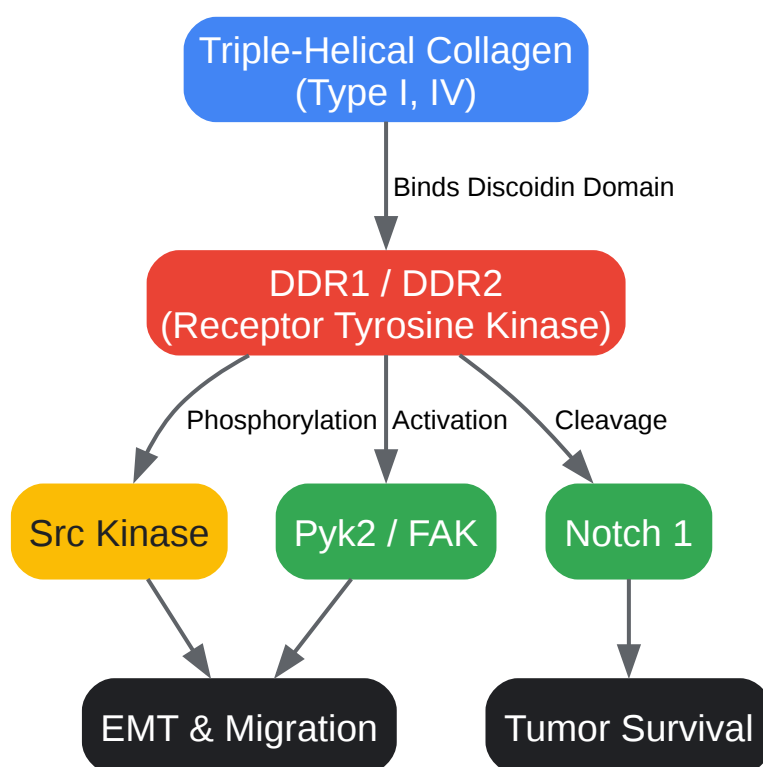 Triple-Helical Collagen
(Type I, IV)
Binds Discoidin Domain
DDR1 / DDR2
(Receptor Tyrosine Kinase)
Phosphorylation
Activation
Cleavage
Src Kinase
Pyk2 / FAK
Notch 1
EMT & Migration
Tumor Survival